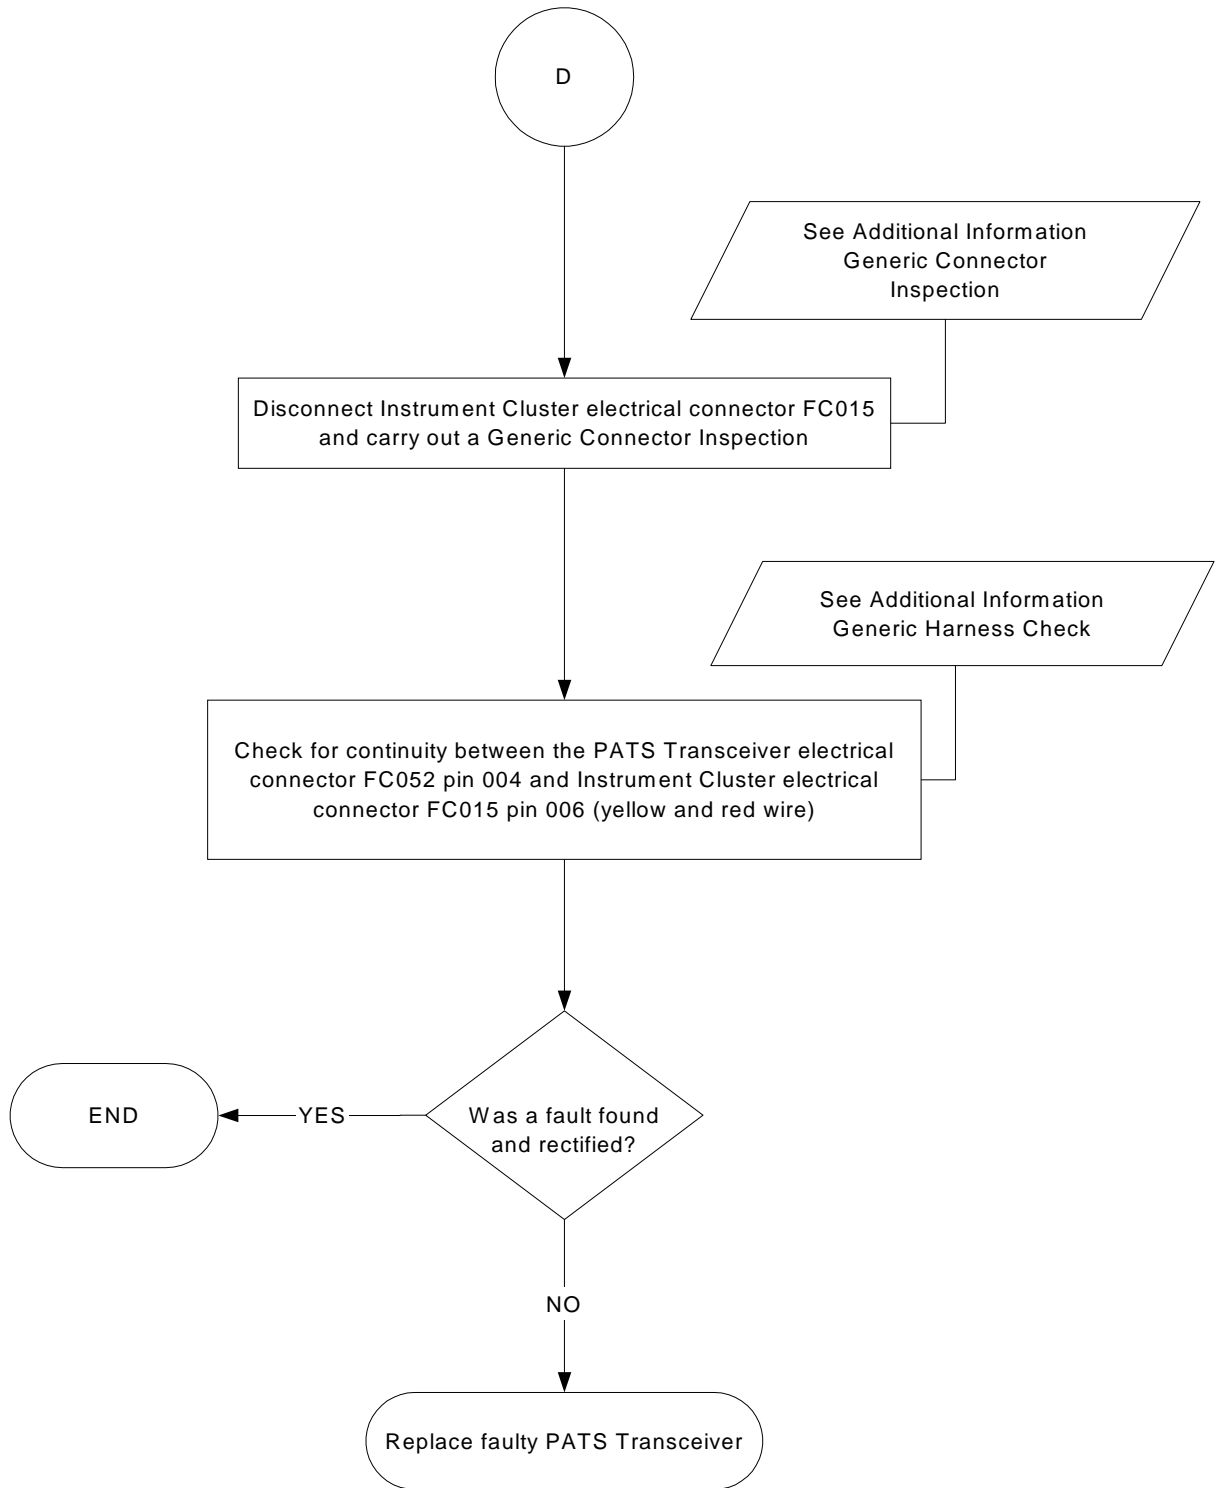 D
See Additional Information
Generic Connector
Inspection
Disconnect Instrument Cluster electrical connector FC015
and carry out a Generic Connector Inspection
See Additional Information
Generic Harness Check
Check for continuity between the PATS Transceiver electrical
connector FC052 pin 004 and Instrument Cluster electrical
connector FC015 pin 006 (yellow and red wire)
END
YES
Was a fault found
and rectified?
NO
Replace faulty PATS Transceiver